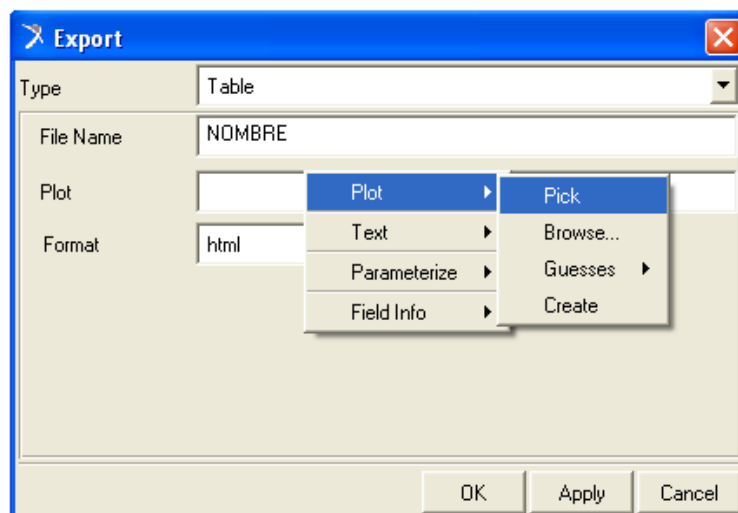 Export
Type Table
File Name NOMBRE
Plot Plot Pick
Text Browse...
Format html Parameterize Guesses
Field Info Create
OK Apply Cancel